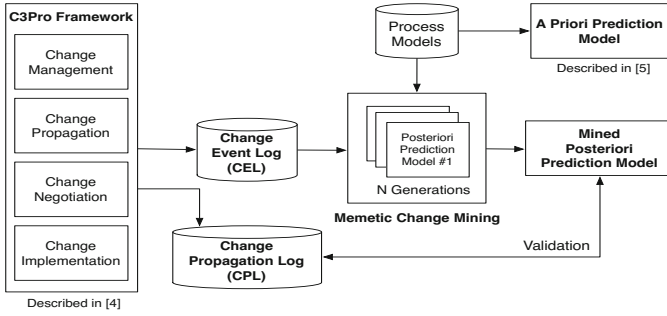 C3Pro Framework
Change
Management
Change
Propagation
Change
Negotiation
Change
Implementation
Described in [4]
Change
Event Log
(CEL)
Change
Propagation Log
(CPL)
Process
Models
Posteriori
Prediction
Model #1
N Generations
Memetic Change Mining
A Priori Prediction
Model
Described in [5]
Mined
Posteriori
Prediction Model
Validation